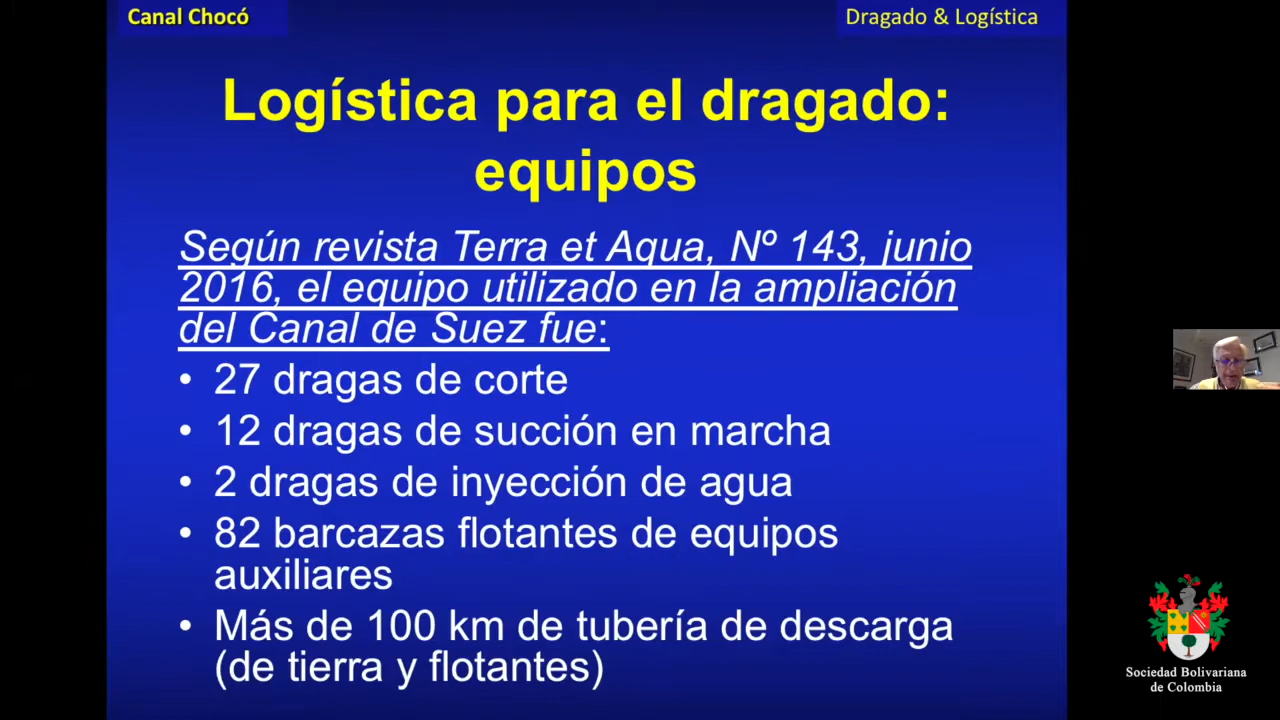 Canal Chocó
Dragado & Logística
Logística para el dragado:
equipos
Según revista Terra et Aqua, Nº 143, junio
2016, el equipo utilizado en la ampliación
del Canal de Suez fue:
• 27 dragas de corte
• 12 dragas de succión en marcha
• 2 dragas de inyección de agua
• 82 barcazas flotantes de equipos
auxiliares
• Más de 100 km de tubería de descarga
(de tierra y flotantes)
Sociedad Bolivariana
de Colombia